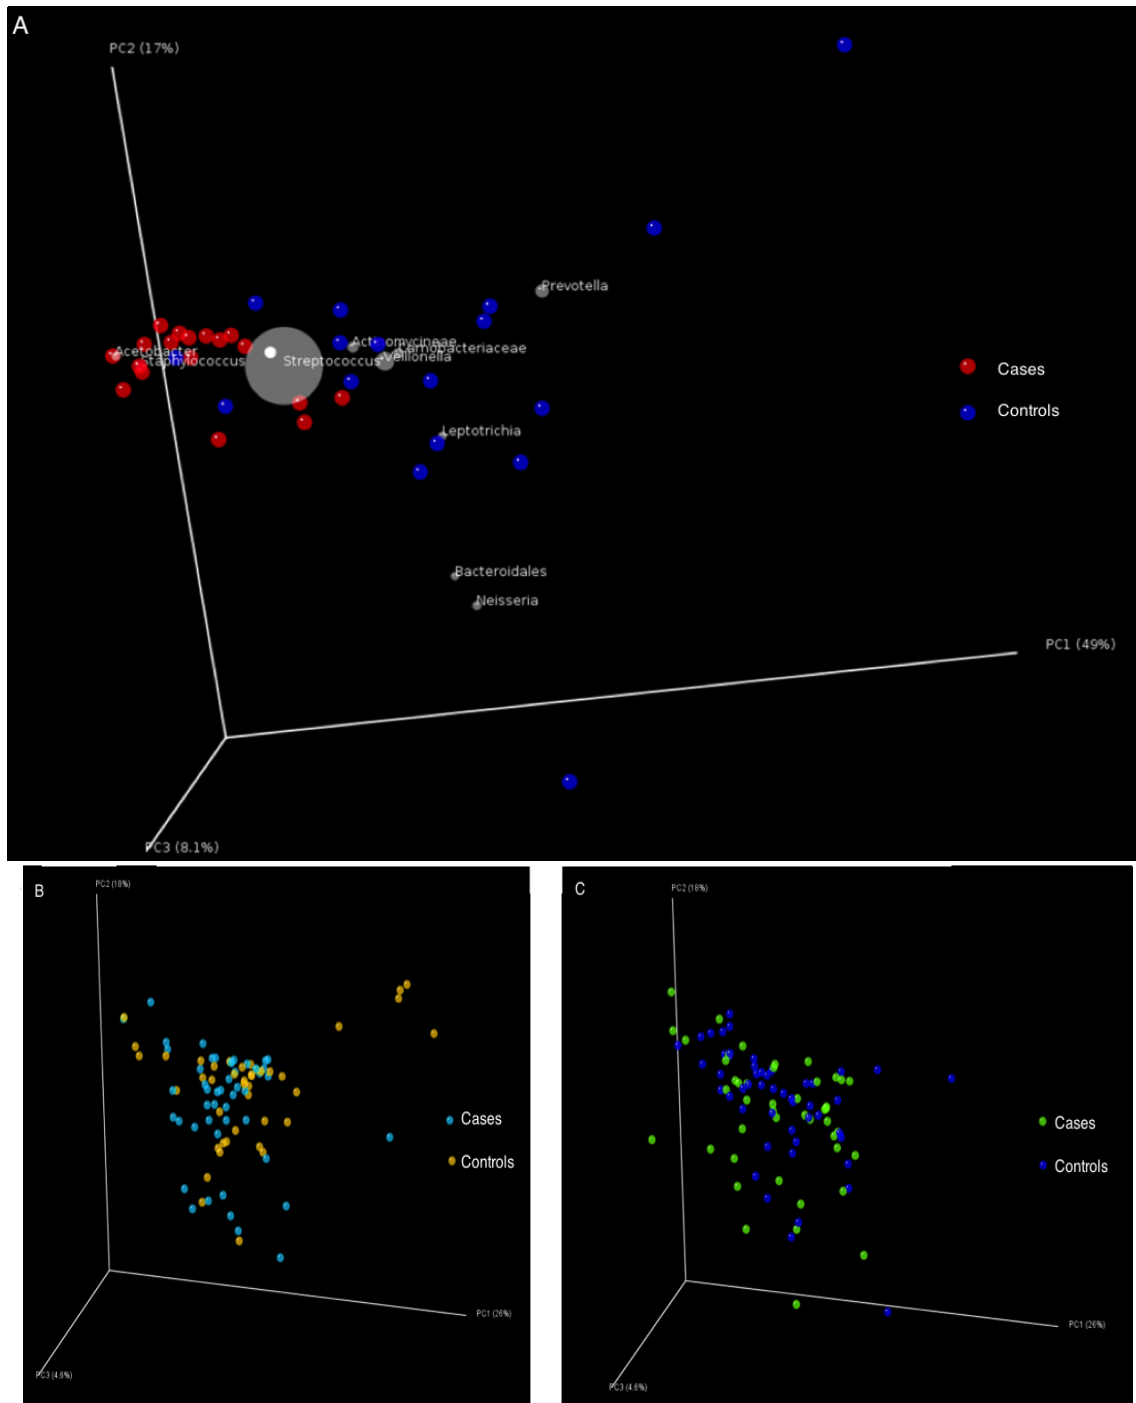 A
PC2 (17%)
Prevotella
Actinomycineae
Carnobacteriaceae
Acetobacter
Staphylococcus
Streptococcus
Veillonella
Cases
Controls
Leptotrichia
Bacteroidales
Neisseria
PC1 (49%)
PC3 (8.1%)
B
PC2 (18%)
Cases
Controls
PC1 (26%)
PC3 (4.6%)
C
PC2 (18%)
Cases
Controls
PC1 (26%)
PC3 (4.6%)